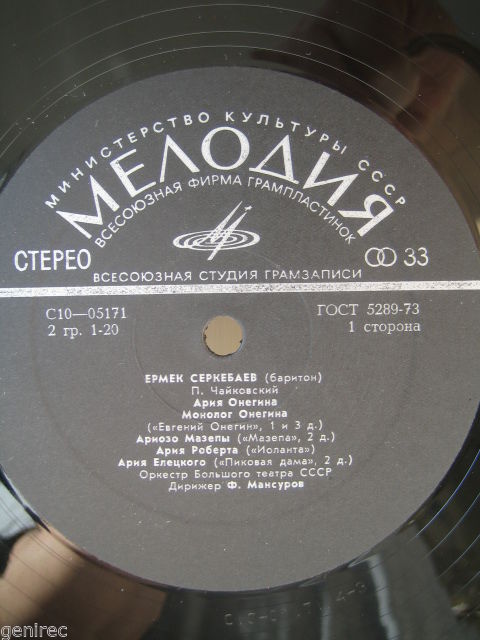 МИНИСТЕРСТВО КУЛЬТУРЫ СССР
МЕЛОДИЯ
ВСЕСОЮЗНАЯ ФИРМА ГРАМПЛАСТИНОК
СТЕРЕО 33
ВСЕСОЮЗНАЯ СТУДИЯ ГРАМЗАПИСИ
С10—05171 ГОСТ 5289-73
2 гр. 1-20 1 сторона
ЕРМЕК СЕРКЕБАЕВ (баритон)
П. Чайковский
Ария Онегина
Монолог Онегина
(«Евгений Онегин», 1 и 3 д.)
Ариозо Мазепы («Мазепа», 2 д.)
Ария Роберта («Иоланта»)
Ария Елецкого («Пиковая дама», 2 д.)
Оркестр Большого театра СССР
Дирижер Ф. Мансуров
genirec